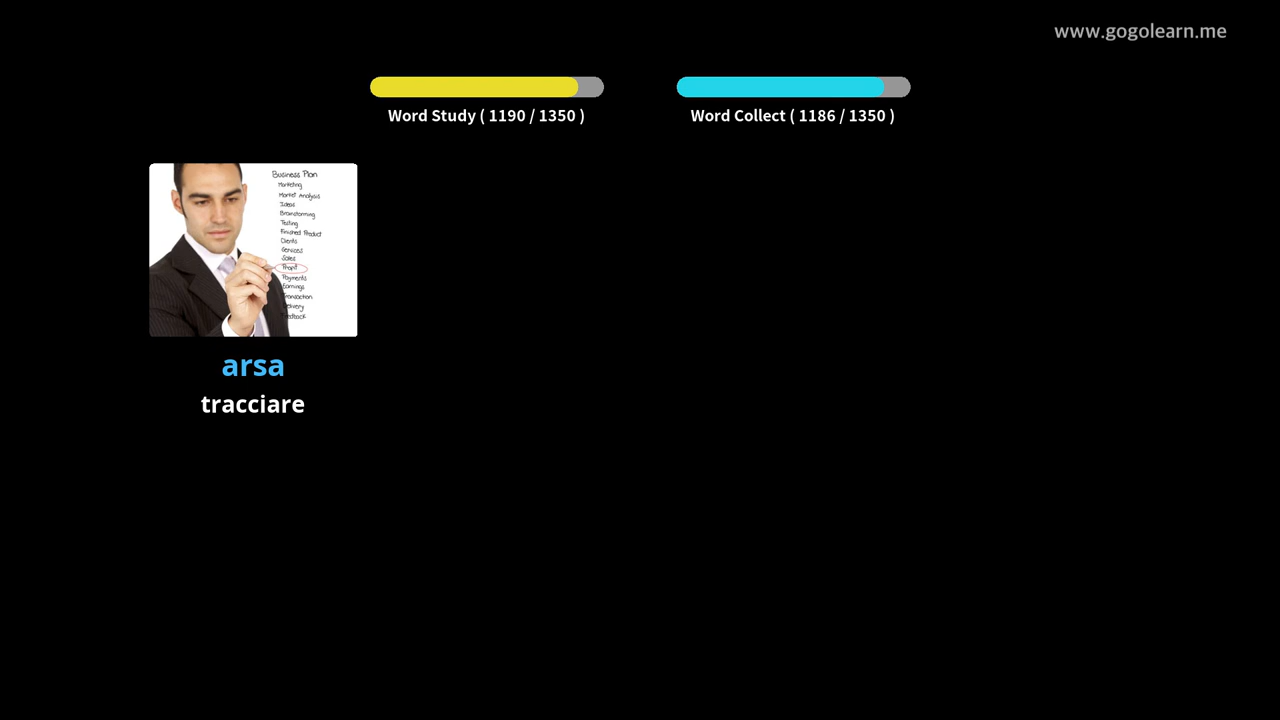 www.gogolearn.me
Word Study ( 1190 / 1350 )
Word Collect ( 1186 / 1350 )
Business Plan
Marketing
Market Analysis
Ideas
Brainstorming
Testing
Finished Product
Clients
Services
Sales
Profit
Payments
Earnings
Transaction
Delivery
Feedback
arsa
tracciare